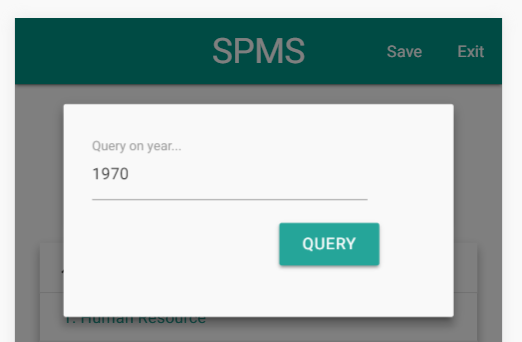 SPMS
Save
Exit
Query on year...
1970
QUERY
1. Human Resource